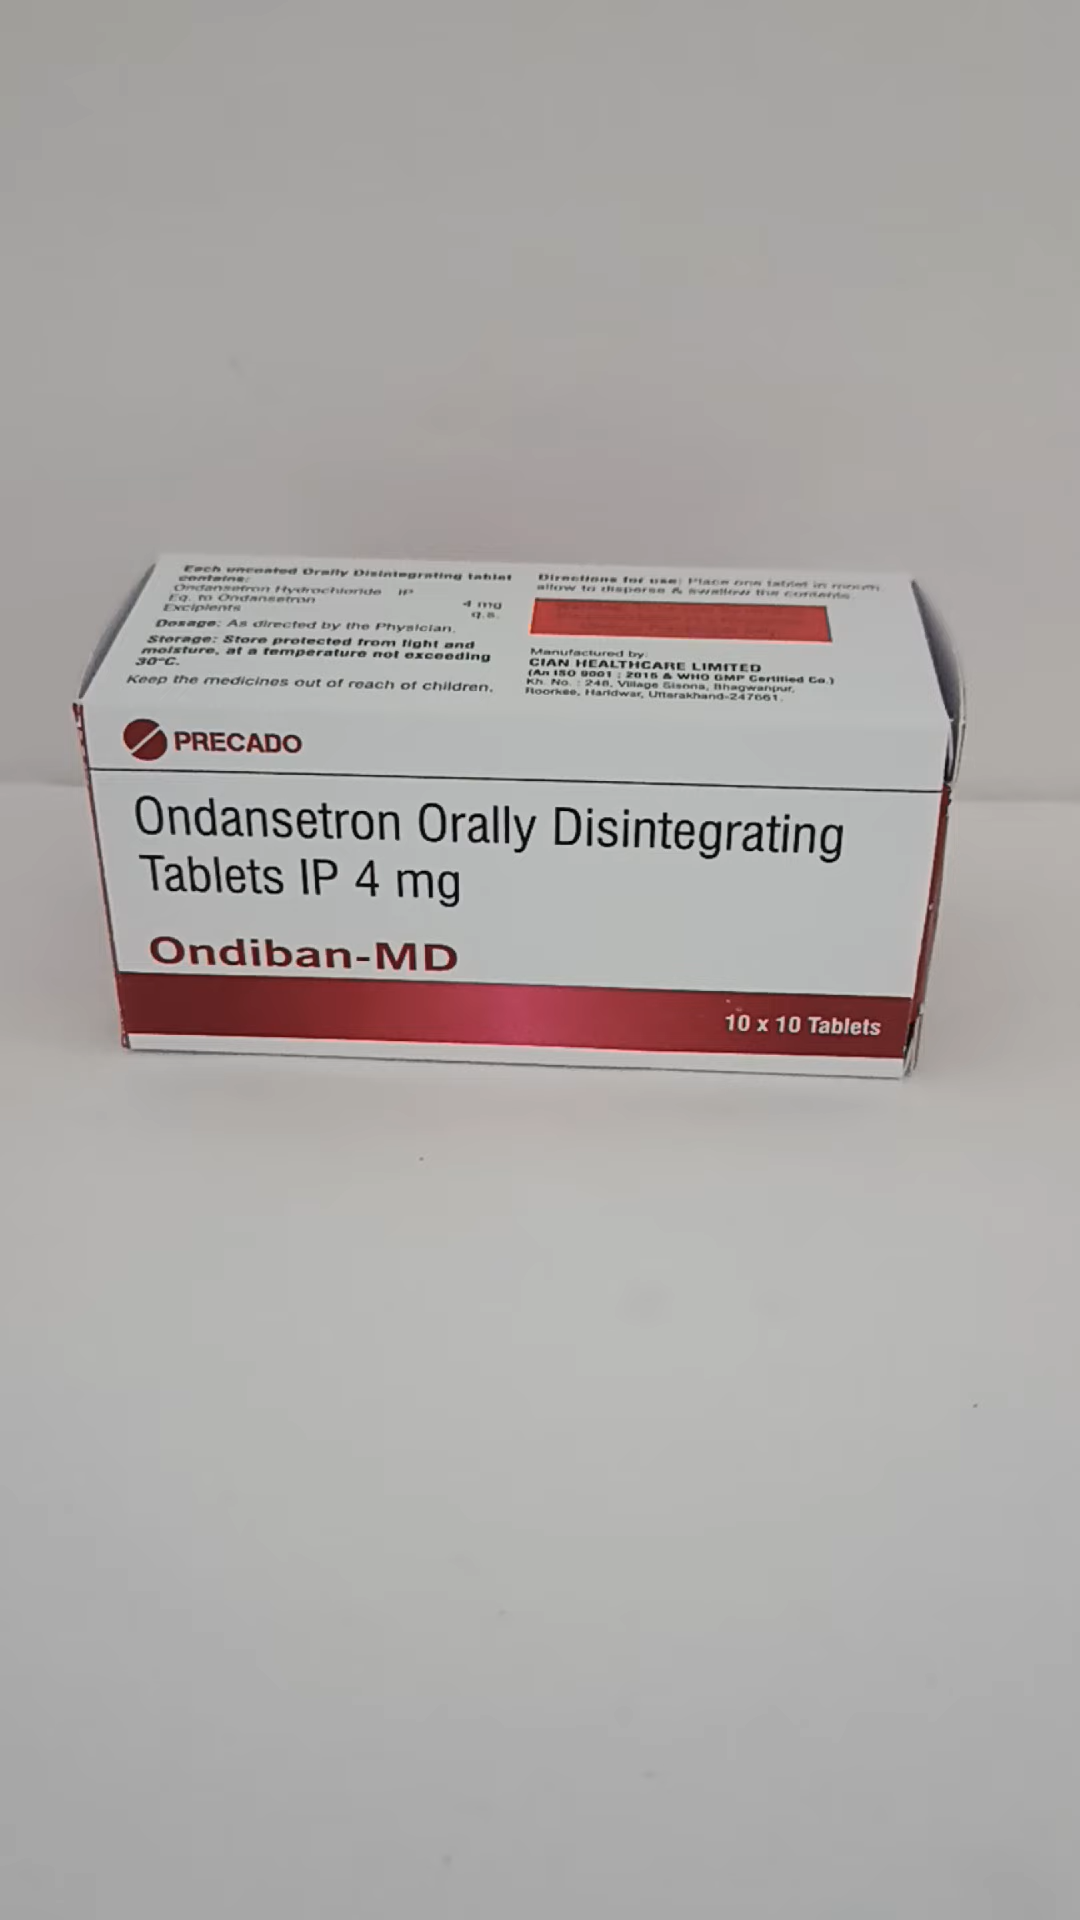 Each uncoated Orally Disintegrating tablet
contains:
Ondansetron Hydrochloride IP
Eq. to Ondansetron 4 mg
Excipients q.s.
Dosage: As directed by the Physician.
Storage: Store protected from light and
moisture, at a temperature not exceeding
30°C.
Keep the medicines out of reach of children.
Directions for use: Place one tablet in mouth
allow to disperse & swallow the contents.
Manufactured by:
CIAN HEALTHCARE LIMITED
(An ISO 9001 : 2015 & WHO GMP Certified Co.)
Kh. No. : 248, Village Sisona, Bhagwanpur,
Roorkee, Haridwar, Uttarakhand-247661.
PRECADO
Ondansetron Orally Disintegrating
Tablets IP 4 mg
Ondiban-MD
10 x 10 Tablets